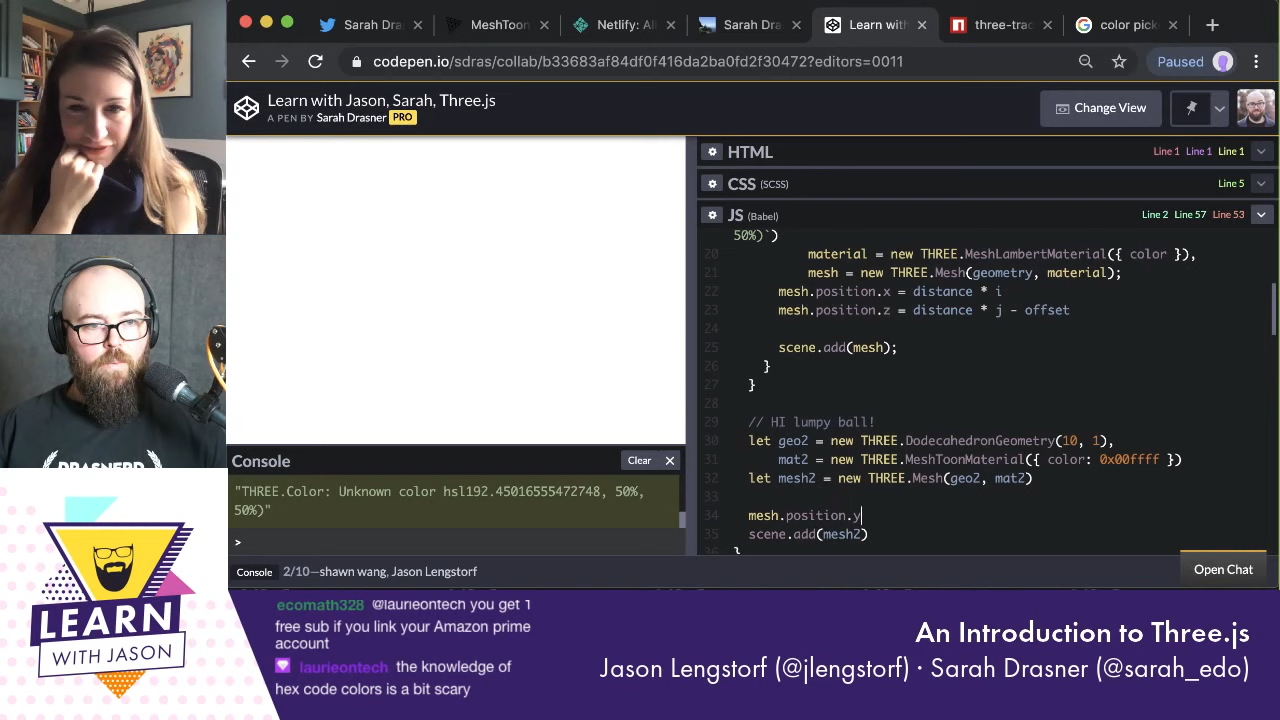 Sarah Dra
MeshToon
Netlify: Al
Sarah Dra
Learn with
three-trac
color pick
codepen.io/sdras/collab/b33683af84df0f416da2ba0fd2f30472?editors=0011
Paused
Learn with Jason, Sarah, Three.js
A PEN BY Sarah Drasner PRO
Change View
HTML
Line 1 Line 1 Line 1
CSS (SCSS)
Line 5
JS (Babel)
Line 2 Line 57 Line 53
50%)`)
20 material = new THREE.MeshLambertMaterial({ color }),
21 mesh = new THREE.Mesh(geometry, material);
22 mesh.position.x = distance * i
23 mesh.position.z = distance * j - offset
24
25 scene.add(mesh);
26 }
27 }
28
29 // HI lumpy ball!
30 let geo2 = new THREE.DodecahedronGeometry(10, 1),
31 mat2 = new THREE.MeshToonMaterial({ color: 0x00ffff })
32 let mesh2 = new THREE.Mesh(geo2, mat2)
33
34 mesh.position.y
35 scene.add(mesh2)
36 }
Console
Clear
"THREE.Color: Unknown color hsl192.45016555472748, 50%,
50%)"
>
Console
2/10—shawn wang, Jason Lengstorf
Open Chat
DRASNERD
LEARN
WITH JASON
ecomath328 @laurieontech you get 1
free sub if you link your Amazon prime
account
laurieontech the knowledge of
hex code colors is a bit scary
An Introduction to Three.js
Jason Lengstorf (@jlengstorf) · Sarah Drasner (@sarah_edo)